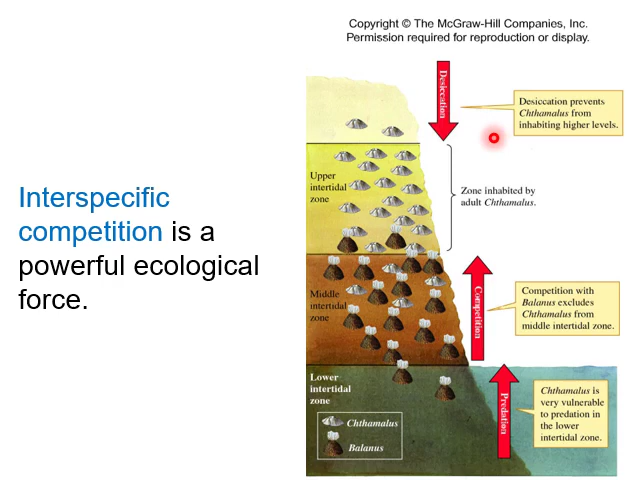 Copyright © The McGraw-Hill Companies, Inc.
Permission required for reproduction or display.
Interspecific
competition is a
powerful ecological
force.
Desiccation
Desiccation prevents
Chthamalus from
inhabiting higher levels.
Upper
intertidal
zone
Zone inhabited by
adult Chthamalus.
Middle
intertidal
zone
Competition
Competition with
Balanus excludes
Chthamalus from
middle intertidal zone.
Lower
intertidal
zone
Predation
Chthamalus is
very vulnerable
to predation in
the lower
intertidal zone.
Chthamalus
Balanus